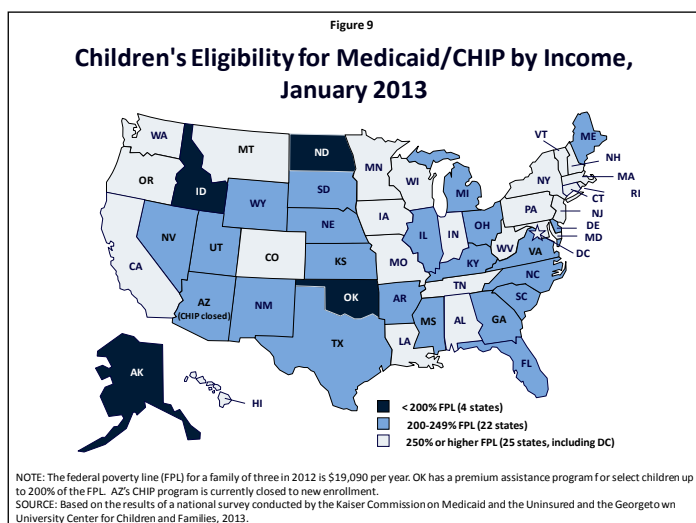 Figure 9
Children's Eligibility for Medicaid/CHIP by Income,
January 2013
WA
MT
ND
MN
VT
ME
OR
ID
SD
WI
NY
NH
MA
WY
MI
CT
RI
NV
NE
IA
PA
NJ
UT
CO
IL
IN
OH
DE
CA
KS
MO
WV
VA
MD
KY
DC
AZ
(CHIP closed)
NM
OK
AR
TN
NC
SC
TX
LA
MS
AL
GA
FL
AK
HI
< 200% FPL (4 states)
200-249% FPL (22 states)
250% or higher FPL (25 states, including DC)
NOTE: The federal poverty line (FPL) for a family of three in 2012 is $19,090 per year. OK has a premium assistance program for select children up
to 200% of the FPL. AZ's CHIP program is currently closed to new enrollment.
SOURCE: Based on the results of a national survey conducted by the Kaiser Commission on Medicaid and the Uninsured and the Georgetown
University Center for Children and Families, 2013.